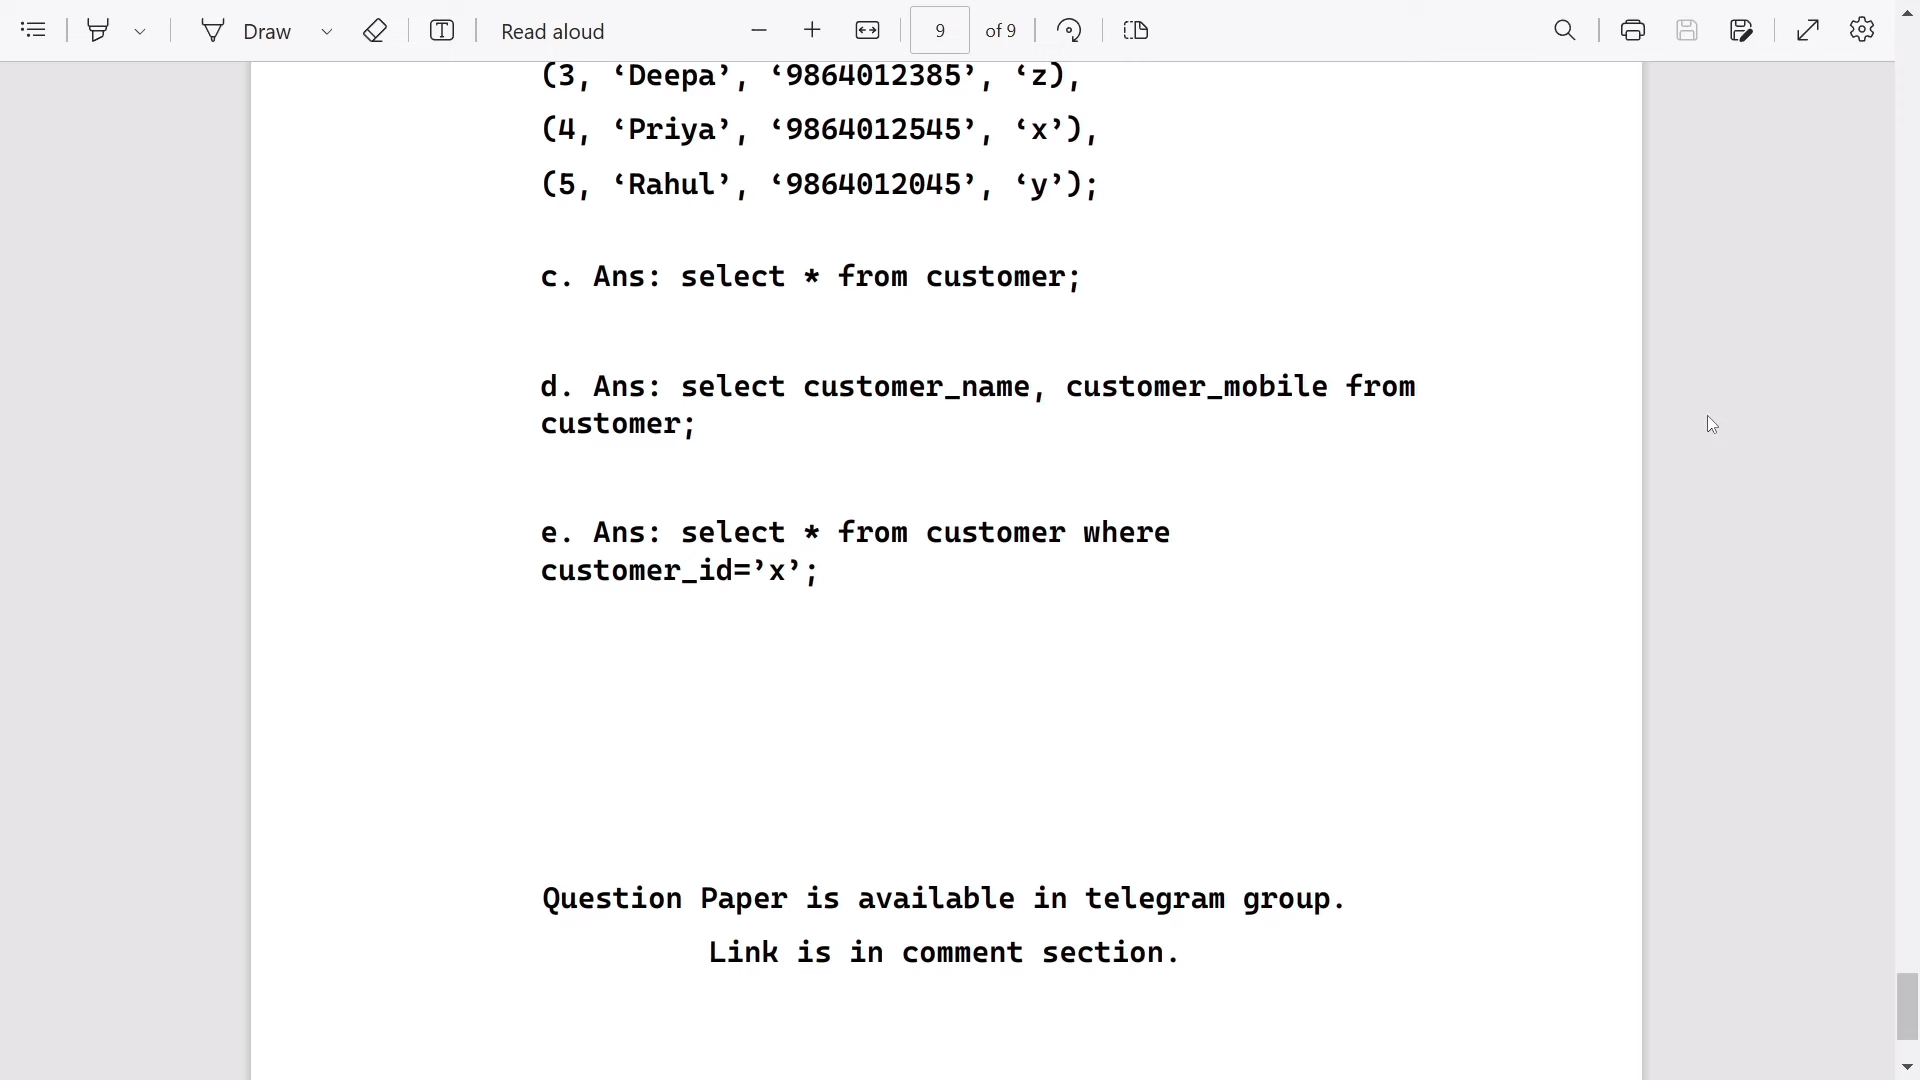 Draw
Read aloud
9
of 9
(3, ‘Deepa’, ‘9864012385’, ‘z),
(4, ‘Priya’, ‘9864012545’, ‘x’),
(5, ‘Rahul’, ‘9864012045’, ‘y’);
c. Ans: select * from customer;
d. Ans: select customer_name, customer_mobile from
customer;
e. Ans: select * from customer where
customer_id=’x’;
Question Paper is available in telegram group.
Link is in comment section.